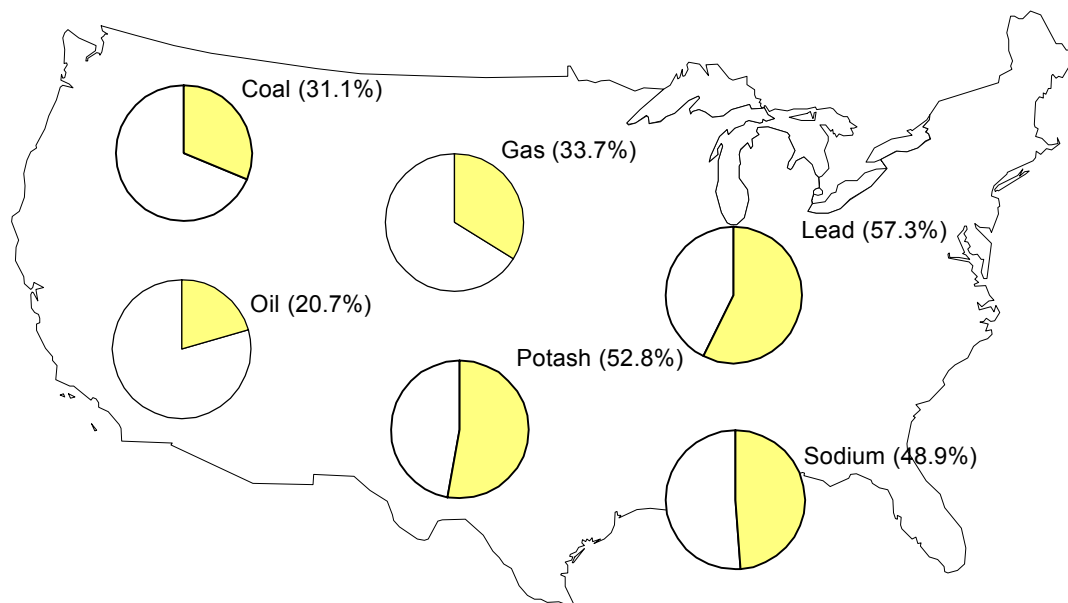 Coal (31.1%)
Gas (33.7%)
Lead (57.3%)
Oil (20.7%)
Potash (52.8%)
Sodium (48.9%)